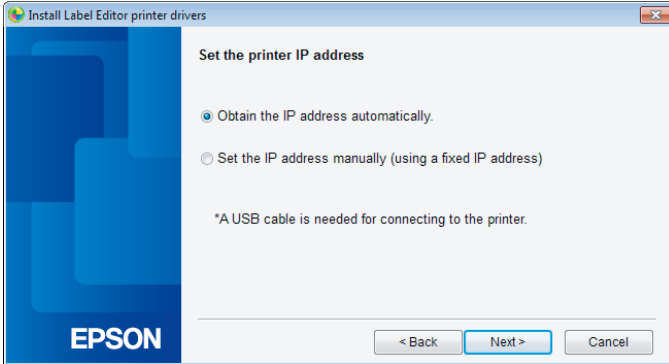 Install Label Editor printer drivers
Set the printer IP address
Obtain the IP address automatically.
Set the IP address manually (using a fixed IP address)
*A USB cable is needed for connecting to the printer.
EPSON
< Back
Next >
Cancel